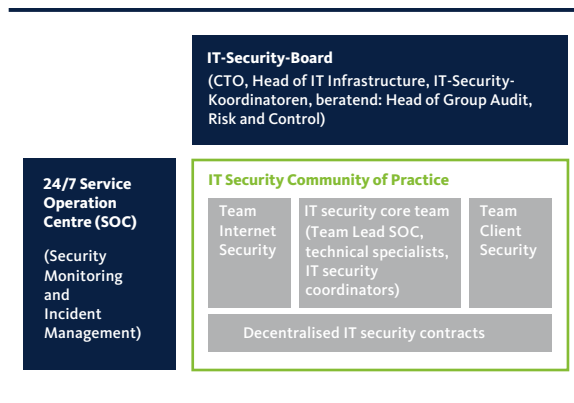 IT-Security-Board
(CTO, Head of IT Infrastructure, IT-Security-
Koordinatoren, beratend: Head of Group Audit,
Risk and Control)
24/7 Service
Operation
Centre (SOC)
(Security
Monitoring
and
Incident
Management)
IT Security Community of Practice
Team
Internet
Security
IT security core team
(Team Lead SOC,
technical specialists,
IT security
coordinators)
Team
Client
Security
Decentralised IT security contracts